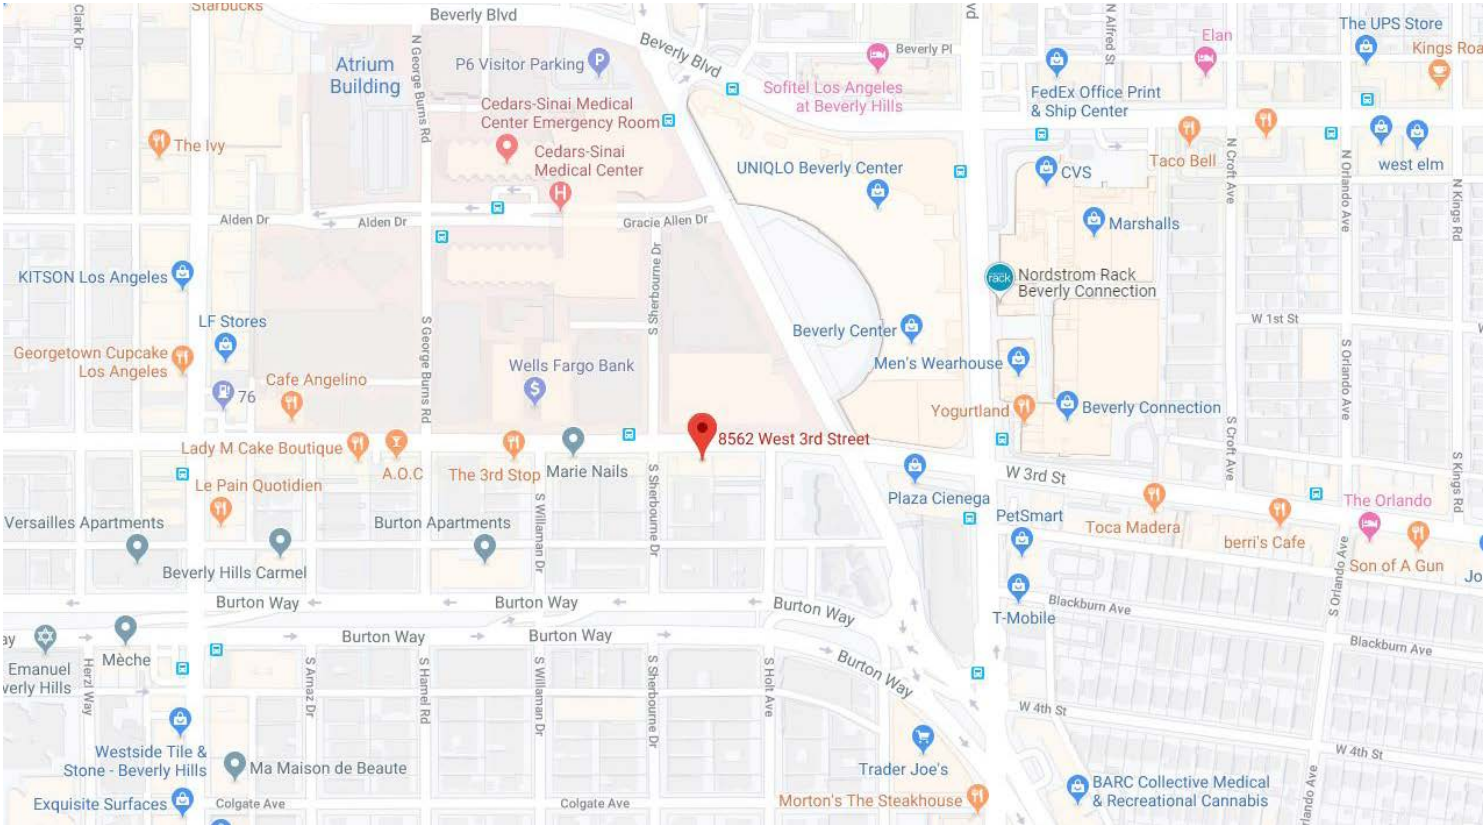 Starbucks
Clark Dr
Beverly Blvd
N George Burns Rd
Atrium
Building
P6 Visitor Parking
P
Beverly Blvd
Beverly Pl
Sofitel Los Angeles
at Beverly Hills
vd
N Alfred St
Elan
The UPS Store
Kings Roa
FedEx Office Print
& Ship Center
The Ivy
Cedars-Sinai Medical
Center Emergency Room
Cedars-Sinai
Medical Center
H
UNIQLO Beverly Center
CVS
Taco Bell
N Croft Ave
N Orlando Ave
west elm
N Kings Rd
Alden Dr
Alden Dr
Gracie Allen Dr
Marshalls
KITSON Los Angeles
S Sherbourne Dr
rack
Nordstrom Rack
Beverly Connection
LF Stores
S George Burns Rd
Beverly Center
W 1st St
W
Georgetown Cupcake
Los Angeles
Cafe Angelino
Wells Fargo Bank
$
Men's Wearhouse
S Orlando Ave
76
Yogurtland
Beverly Connection
S Croft Ave
8562 West 3rd Street
Lady M Cake Boutique
A.O.C
The 3rd Stop
Marie Nails
Plaza Cienega
W 3rd St
S Kings Rd
Le Pain Quotidien
S Willaman Dr
S Sherbourne Dr
PetSmart
Toca Madera
The Orlando
Versailles Apartments
Burton Apartments
berri's Cafe
Son of A Gun
Jo
Beverly Hills Carmel
S Orlando Ave
Burton Way
Burton Way
Burton Way
T-Mobile
Blackburn Ave
Blackburn Ave
ay
Burton Way
Burton Way
Burton Way
Emanuel
verly Hills
Mèche
Herzl Way
S Arnaz Dr
S Hamel Rd
S Willaman Dr
S Sherbourne Dr
S Holt Ave
W 4th St
W 4th St
Westside Tile &
Stone - Beverly Hills
Ma Maison de Beaute
Trader Joe's
BARC Collective Medical
& Recreational Cannabis
Exquisite Surfaces
Colgate Ave
Colgate Ave
Morton's The Steakhouse
rlando Ave